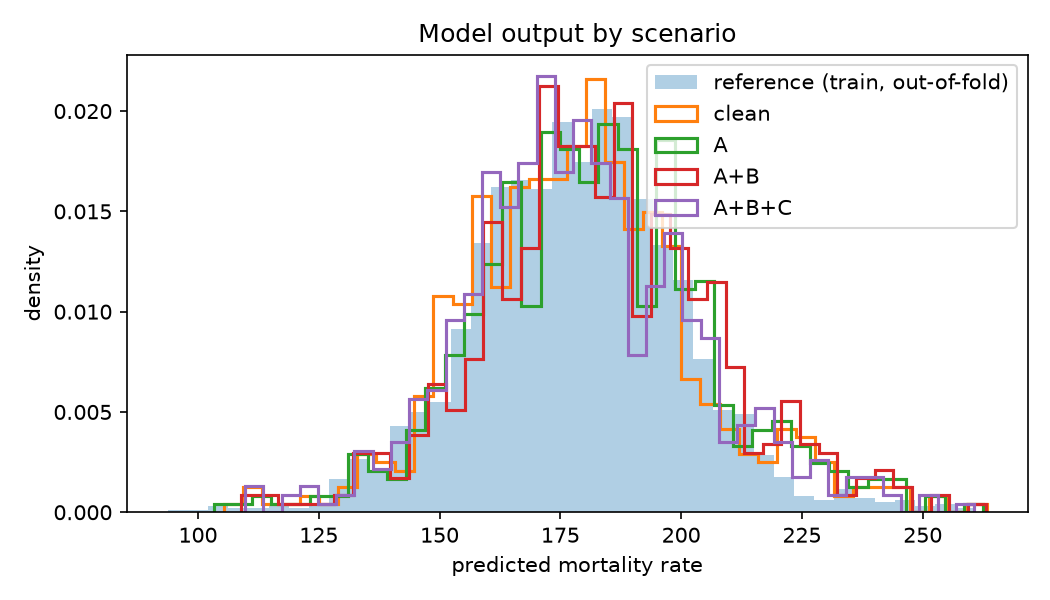 Model output by scenario
reference (train, out-of-fold)
clean
A
A+B
A+B+C
density
0.020
0.015
0.010
0.005
0.000
100 125 150 175 200 225 250
predicted mortality rate